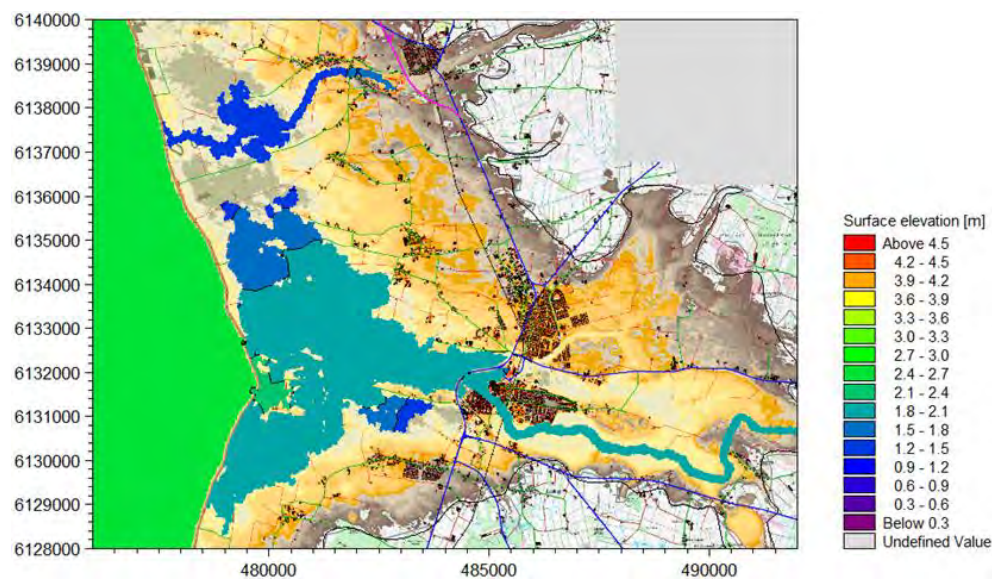 6140000
6139000
6138000
6137000
6136000
6135000
6134000
6133000
6132000
6131000
6130000
6129000
6128000
480000
485000
490000
Surface elevation [m]
Above 4.5
4.2 - 4.5
3.9 - 4.2
3.6 - 3.9
3.3 - 3.6
3.0 - 3.3
2.7 - 3.0
2.4 - 2.7
2.1 - 2.4
1.8 - 2.1
1.5 - 1.8
1.2 - 1.5
0.9 - 1.2
0.6 - 0.9
0.3 - 0.6
Below 0.3
Undefined Value